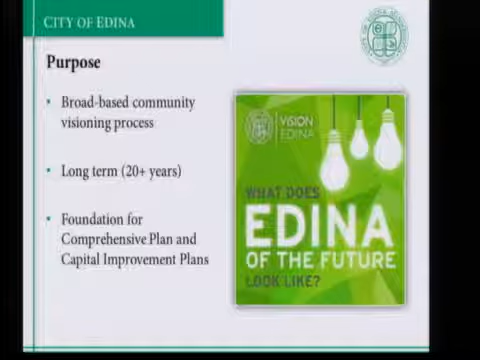 CITY OF EDINA
Purpose
• Broad-based community
visioning process
• Long term (20+ years)
• Foundation for
Comprehensive Plan and
Capital Improvement Plans
VISION
EDINA
WHAT DOES
EDINA
OF THE FUTURE
LOOK LIKE?